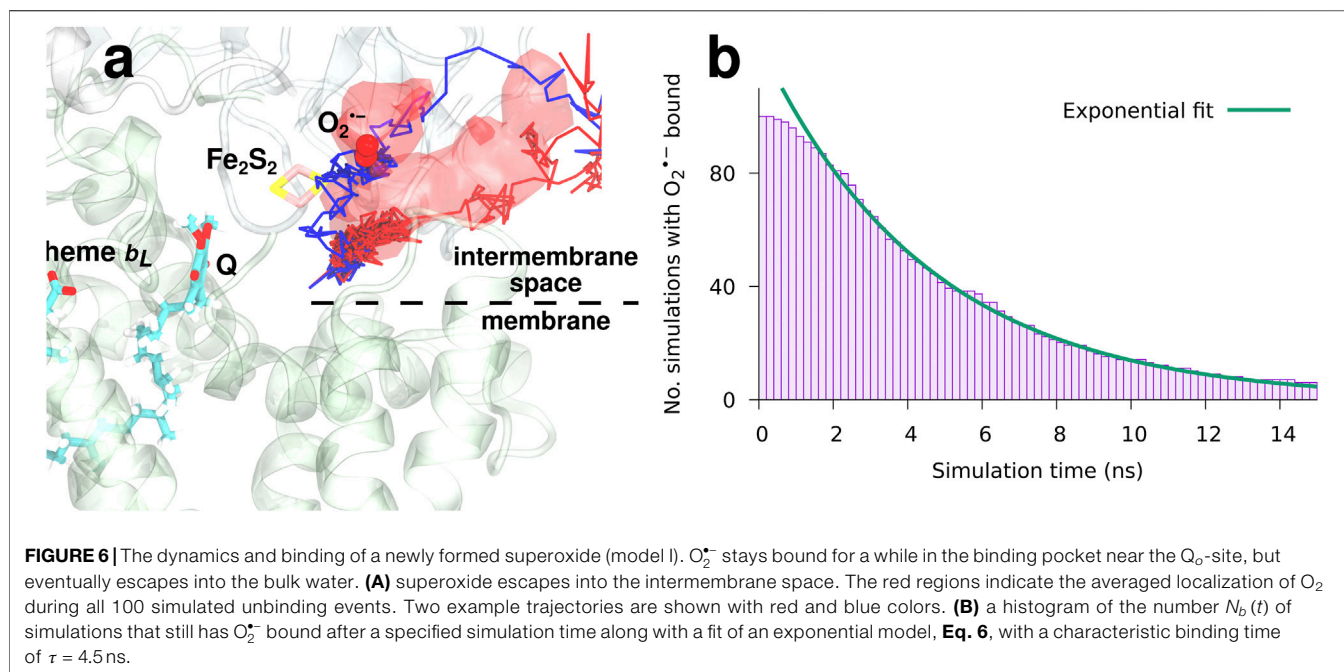 a
O₂•−
Fe₂S₂
heme bL
Q
intermembrane
space
membrane
b
Exponential fit
No. simulations with O₂•− bound
80
40
0
0 2 4 6 8 10 12 14
Simulation time (ns)
FIGURE 6 | The dynamics and binding of a newly formed superoxide (model I). O₂•− stays bound for a while in the binding pocket near the Qo-site, but
eventually escapes into the bulk water. (A) superoxide escapes into the intermembrane space. The red regions indicate the averaged localization of O₂
during all 100 simulated unbinding events. Two example trajectories are shown with red and blue colors. (B) a histogram of the number Nb (t) of
simulations that still has O₂•− bound after a specified simulation time along with a fit of an exponential model, Eq. 6, with a characteristic binding time
of τ = 4.5 ns.